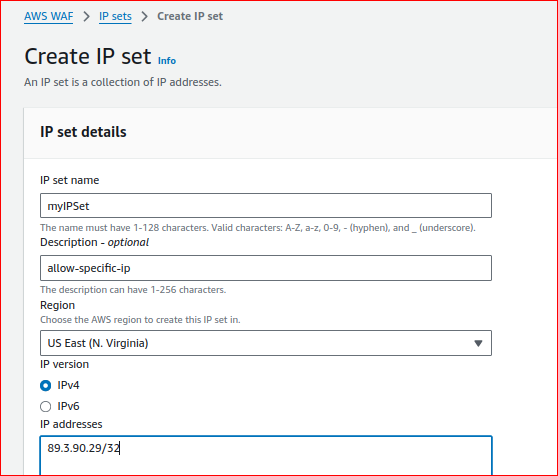 AWS WAF > IP sets > Create IP set
Create IP set Info
An IP set is a collection of IP addresses.
IP set details
IP set name
myIPSet
The name must have 1-128 characters. Valid characters: A-Z, a-z, 0-9, - (hyphen), and _ (underscore).
Description - optional
allow-specific-ip
The description can have 1-256 characters.
Region
Choose the AWS region to create this IP set in.
US East (N. Virginia)
IP version
IPv4
IPv6
IP addresses
89.3.90.29/32